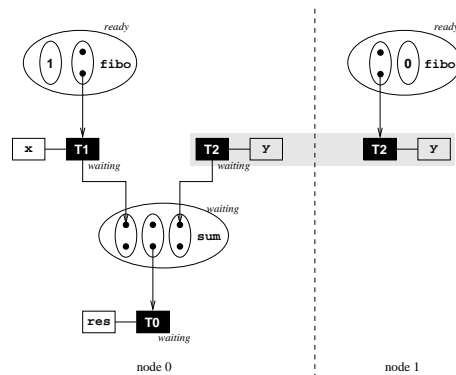 ready
ready
1
fibo
0
fibo
x
T1
T2
y
T2
y
waiting
waiting
waiting
sum
res
T0
waiting
node 0
node 1